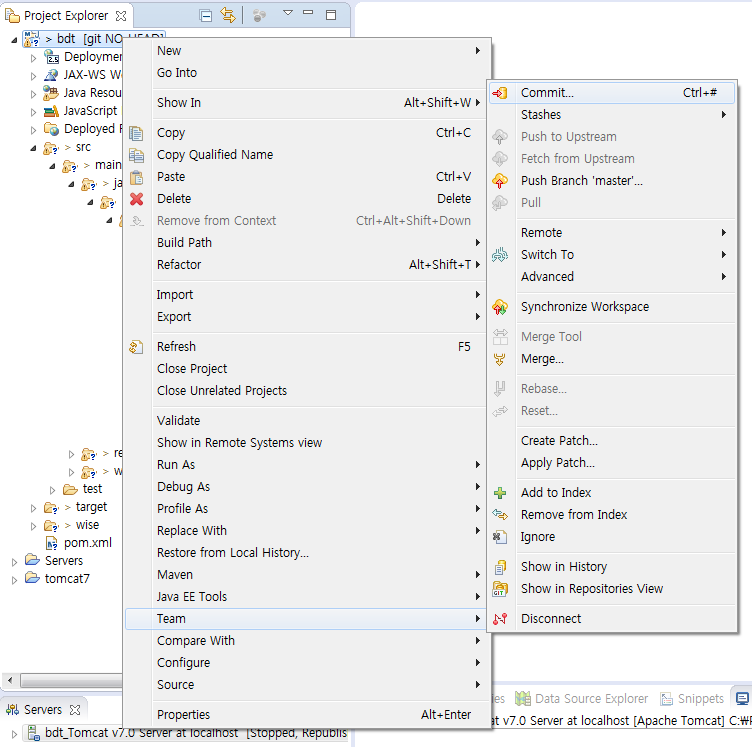 Project Explorer
> bdt [git NO-HEAD]
Deploymen
JAX-WS W
Java Resou
JavaScript
Deployed R
> src
> main
> ja
> re
> w
test
> target
> wise
pom.xml
Servers
tomcat7
New
Go Into
Show In Alt+Shift+W
Copy Ctrl+C
Copy Qualified Name
Paste Ctrl+V
Delete Delete
Remove from Context Ctrl+Alt+Shift+Down
Build Path
Refactor Alt+Shift+T
Import
Export
Refresh F5
Close Project
Close Unrelated Projects
Validate
Show in Remote Systems view
Run As
Debug As
Profile As
Replace With
Restore from Local History...
Maven
Java EE Tools
Team
Compare With
Configure
Source
Properties Alt+Enter
Commit... Ctrl+#
Stashes
Push to Upstream
Fetch from Upstream
Push Branch 'master'...
Pull
Remote
Switch To
Advanced
Synchronize Workspace
Merge Tool
Merge...
Rebase...
Reset...
Create Patch...
Apply Patch...
Add to Index
Remove from Index
Ignore
Show in History
Show in Repositories View
GIT
Disconnect
Servers
bdt_Tomcat v7.0 Server at localhost [Stopped, Republis
es Data Source Explorer Snippets
at v7.0 Server at localhost [Apache Tomcat] C:₩